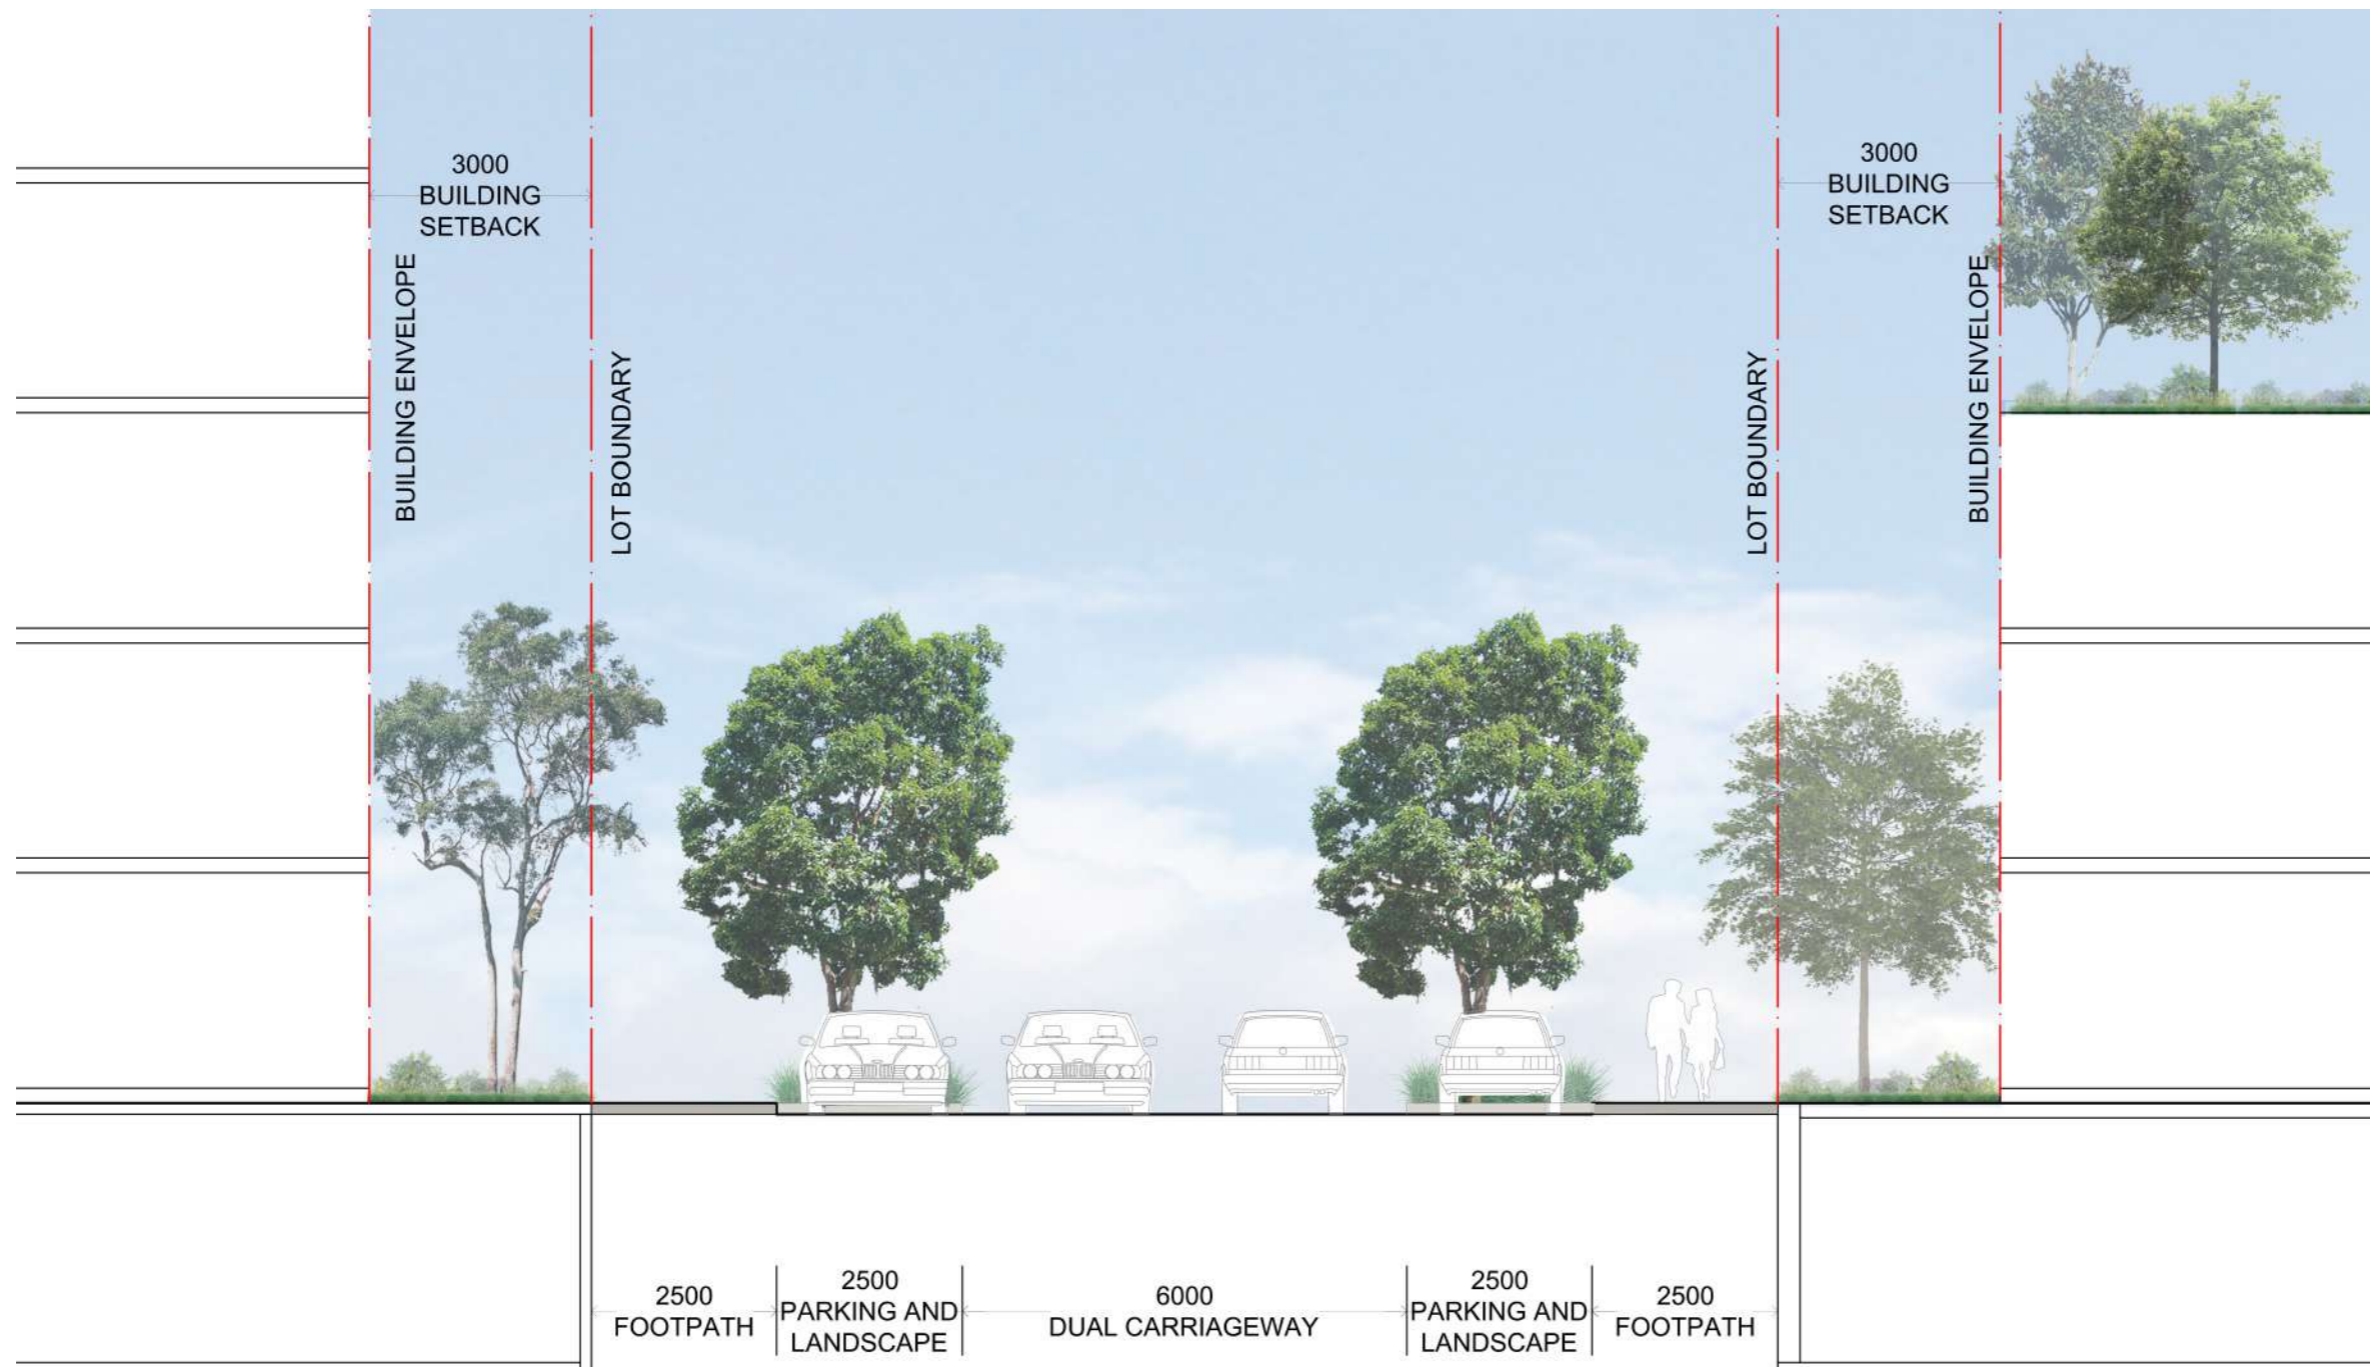 3000
BUILDING
SETBACK
3000
BUILDING
SETBACK
BUILDING ENVELOPE
LOT BOUNDARY
LOT BOUNDARY
BUILDING ENVELOPE
2500
FOOTPATH
2500
PARKING AND
LANDSCAPE
6000
DUAL CARRIAGEWAY
2500
PARKING AND
LANDSCAPE
2500
FOOTPATH